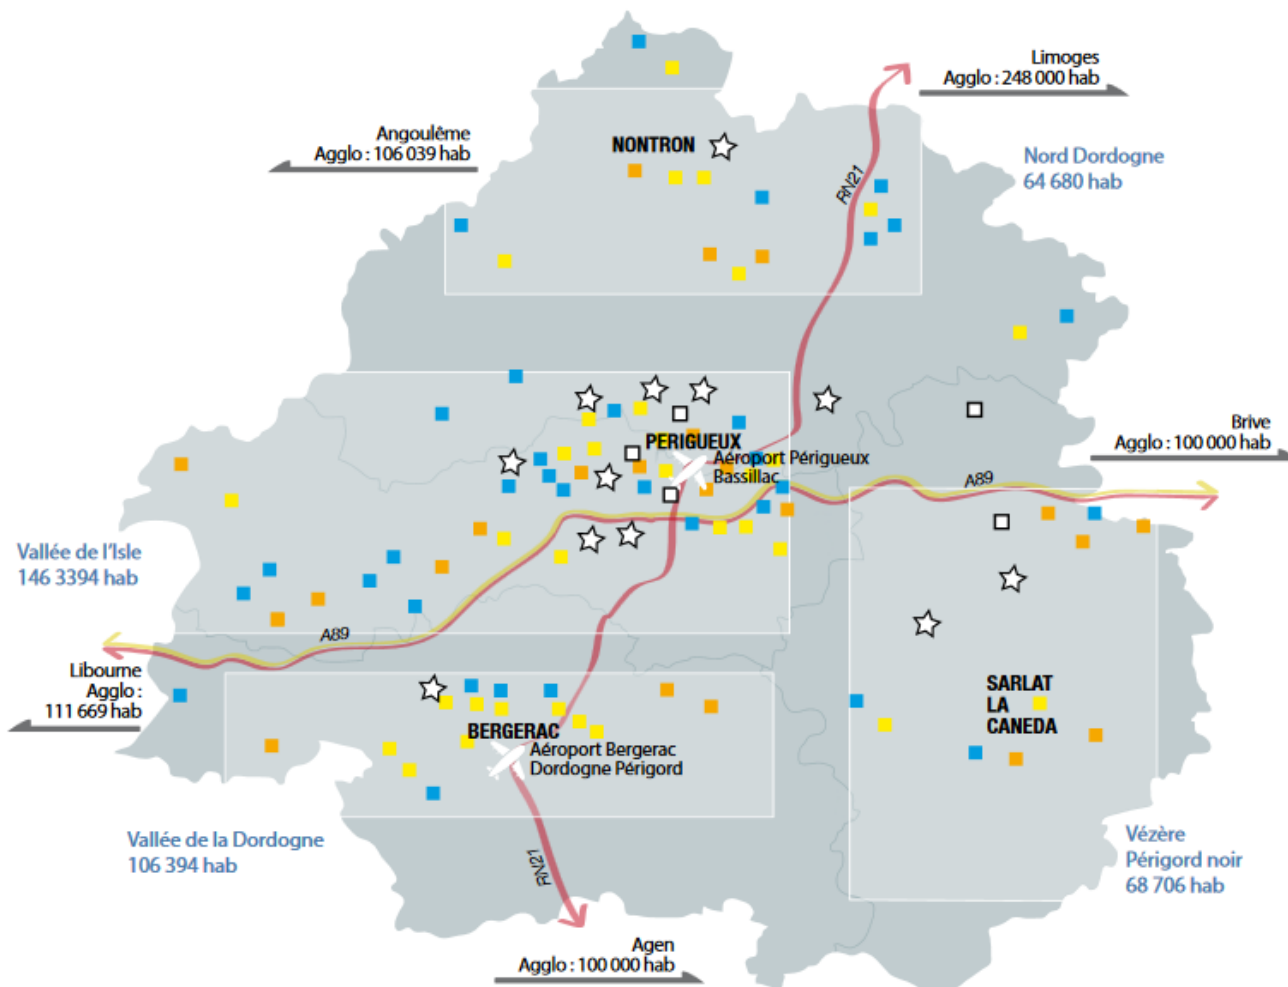 Limoges
Agglo : 248 000 hab
Angoulême
Agglo : 106 039 hab
NONTRON
Nord Dordogne
64 680 hab
RN21
Brive
Agglo : 100 000 hab
PERIGUEUX
Aéroport Périgueux
Bassillac
A89
Vallée de l'Isle
146 3394 hab
A89
Libourne
Agglo :
111 669 hab
SARLAT
LA
CANEDA
BERGERAC
Aéroport Bergerac
Dordogne Périgord
Vallée de la Dordogne
106 394 hab
Vézère
Périgord noir
68 706 hab
RN21
Agen
Agglo : 100 000 hab